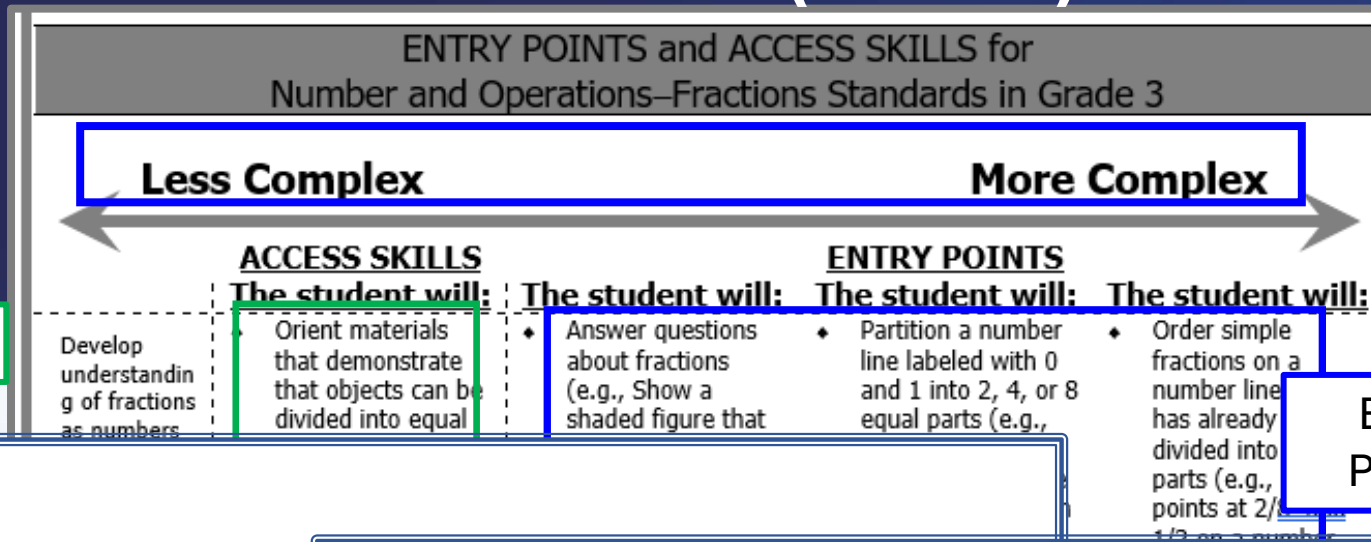 ENTRY POINTS and ACCESS SKILLS for
Number and Operations–Fractions Standards in Grade 3
Less Complex
More Complex
ACCESS SKILLS
ENTRY POINTS
The student will:
The student will:
The student will:
The student will:
Develop
understandin
g of fractions
as numbers
⬥ Orient materials
that demonstrate
that objects can be
divided into equal
⬥ Answer questions
about fractions
(e.g., Show a
shaded figure that
⬥ Partition a number
line labeled with 0
and 1 into 2, 4, or 8
equal parts (e.g.,
⬥ Order simple
fractions on a
number line
has already
divided into
parts (e.g.,
points at 2/
1/2 on a number
E
P